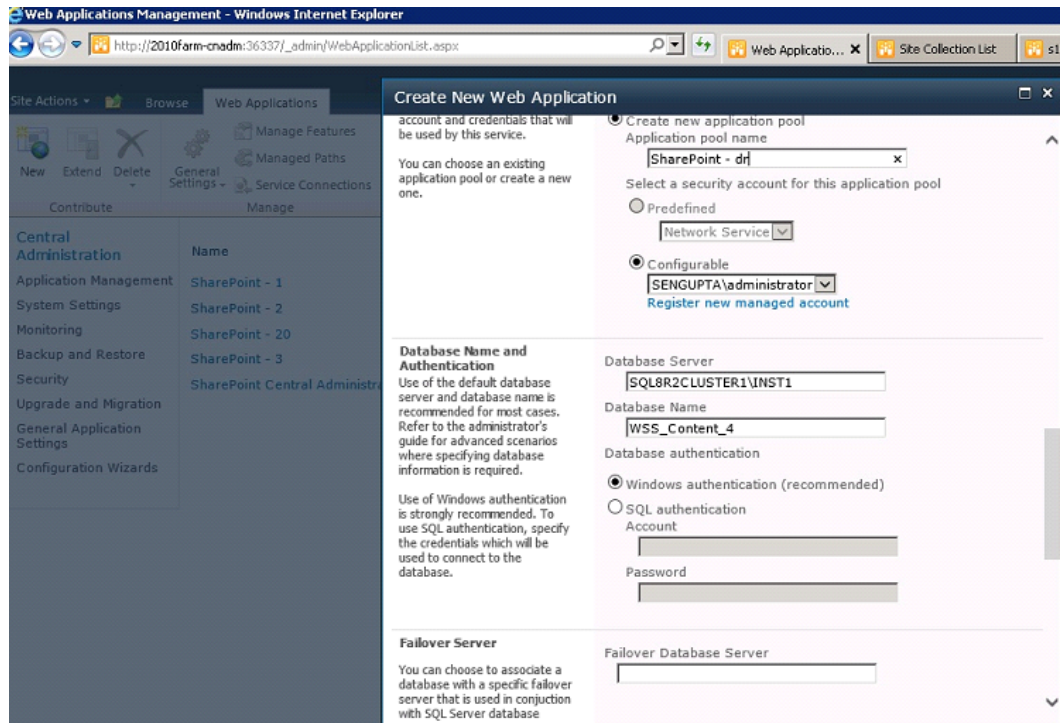 Web Applications Management - Windows Internet Explorer
http://2010farm-cnadm:36337/_admin/WebApplicationList.aspx
Web Applicatio...
Site Collection List
s1
Site Actions
Browse
Web Applications
New
Extend
Delete
General Settings
Manage Features
Managed Paths
Service Connections
Contribute
Manage
Central
Administration
Application Management
System Settings
Monitoring
Backup and Restore
Security
Upgrade and Migration
General Application
Settings
Configuration Wizards
Name
SharePoint - 1
SharePoint - 2
SharePoint - 20
SharePoint - 3
SharePoint Central Administra
Create New Web Application
account and credentials that will
be used by this service.
You can choose an existing
application pool or create a new
one.
Create new application pool
Application pool name
SharePoint - dr
Select a security account for this application pool
Predefined
Network Service
Configurable
SENGUPTA\administrator
Register new managed account
Database Name and
Authentication
Use of the default database
server and database name is
recommended for most cases.
Refer to the administrator's
guide for advanced scenarios
where specifying database
information is required.
Use of Windows authentication
is strongly recommended. To
use SQL authentication, specify
the credentials which will be
used to connect to the
database.
Database Server
SQL8R2CLUSTER1\INST1
Database Name
WSS_Content_4
Database authentication
Windows authentication (recommended)
SQL authentication
Account
Password
Failover Server
You can choose to associate a
database with a specific failover
server that is used in conjuction
with SQL Server database
Failover Database Server